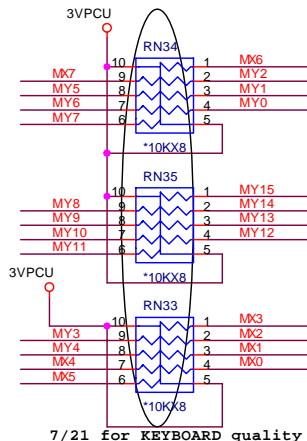 3VPCU
RN34
10 1 MX6
MX7 9 2 MY2
MY5 8 3 MY1
MY6 7 4 MY0
MY7 6 5
*10KX8
RN35
10 1 MY15
MY8 9 2 MY14
MY9 8 3 MY13
MY10 7 4 MY12
MY11 6 5
*10KX8
3VPCU
RN33
10 1 MX3
MY3 9 2 MX2
MY4 8 3 MX1
MX4 7 4 MX0
MX5 6 5
*10KX8
7/21 for KEYBOARD quality